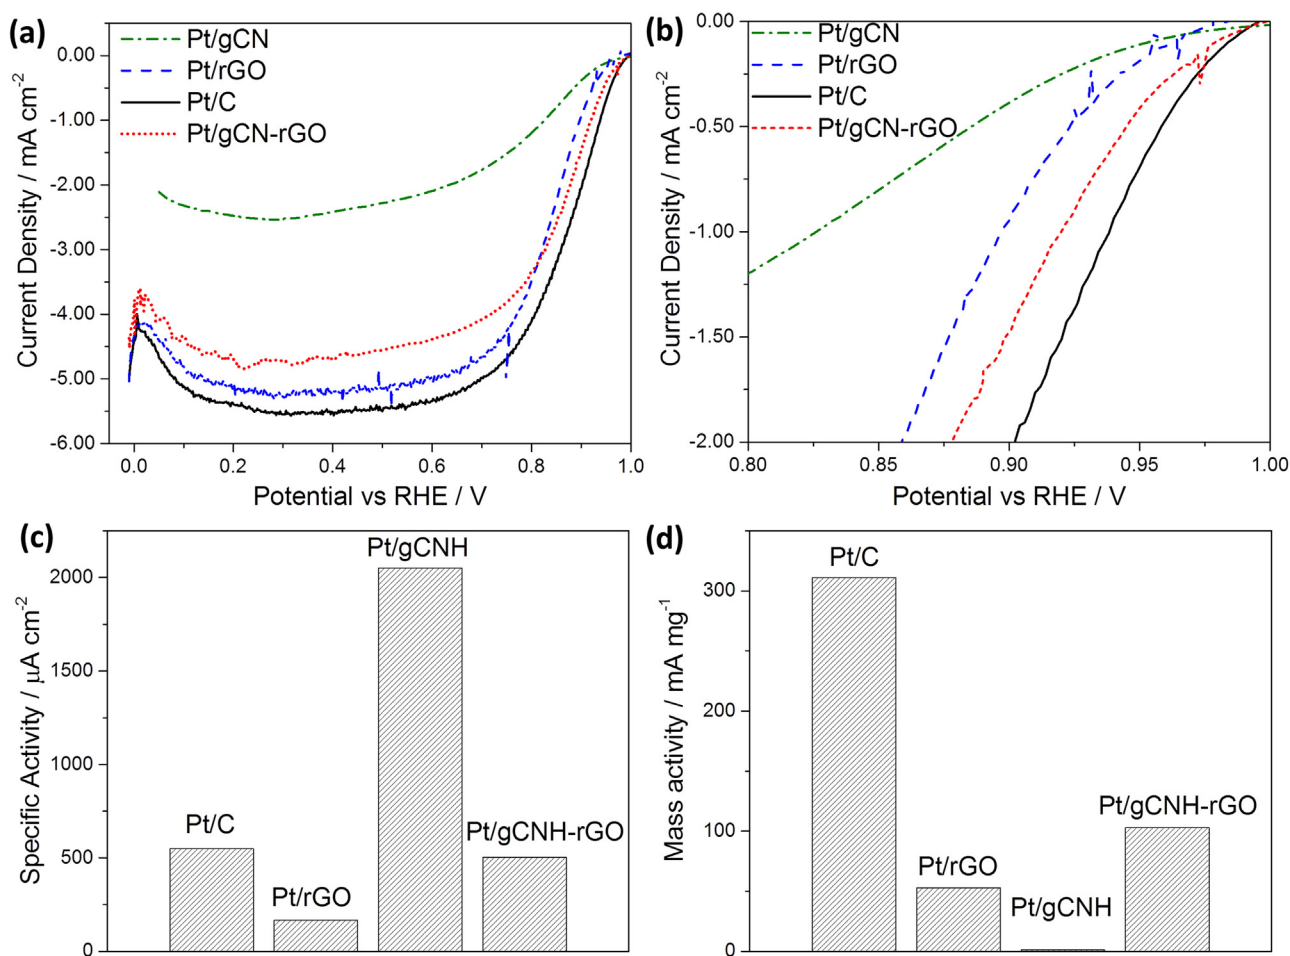 (a)
Pt/gCN
Pt/rGO
Pt/C
Pt/gCN-rGO
0.00
-1.00
-2.00
-3.00
-4.00
-5.00
-6.00
Current Density / mA cm⁻²
0.0
0.2
0.4
0.6
0.8
1.0
Potential vs RHE / V
(b)
Pt/gCN
Pt/rGO
Pt/C
Pt/gCN-rGO
0.00
-0.50
-1.00
-1.50
-2.00
Current Density / mA cm⁻²
0.80
0.85
0.90
0.95
1.00
Potential vs RHE / V
(c)
2000
1500
1000
500
0
Specific Activity / μA cm⁻²
Pt/C
Pt/rGO
Pt/gCNH
Pt/gCNH-rGO
(d)
300
200
100
0
Mass activity / mA mg⁻¹
Pt/C
Pt/rGO
Pt/gCNH
Pt/gCNH-rGO